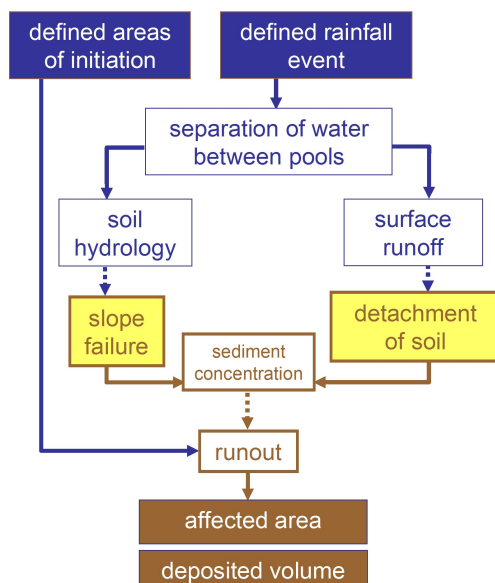 defined areas
of initiation
defined rainfall
event
separation of water
between pools
soil
hydrology
surface
runoff
slope
failure
detachment
of soil
sediment
concentration
runout
affected area
deposited volume